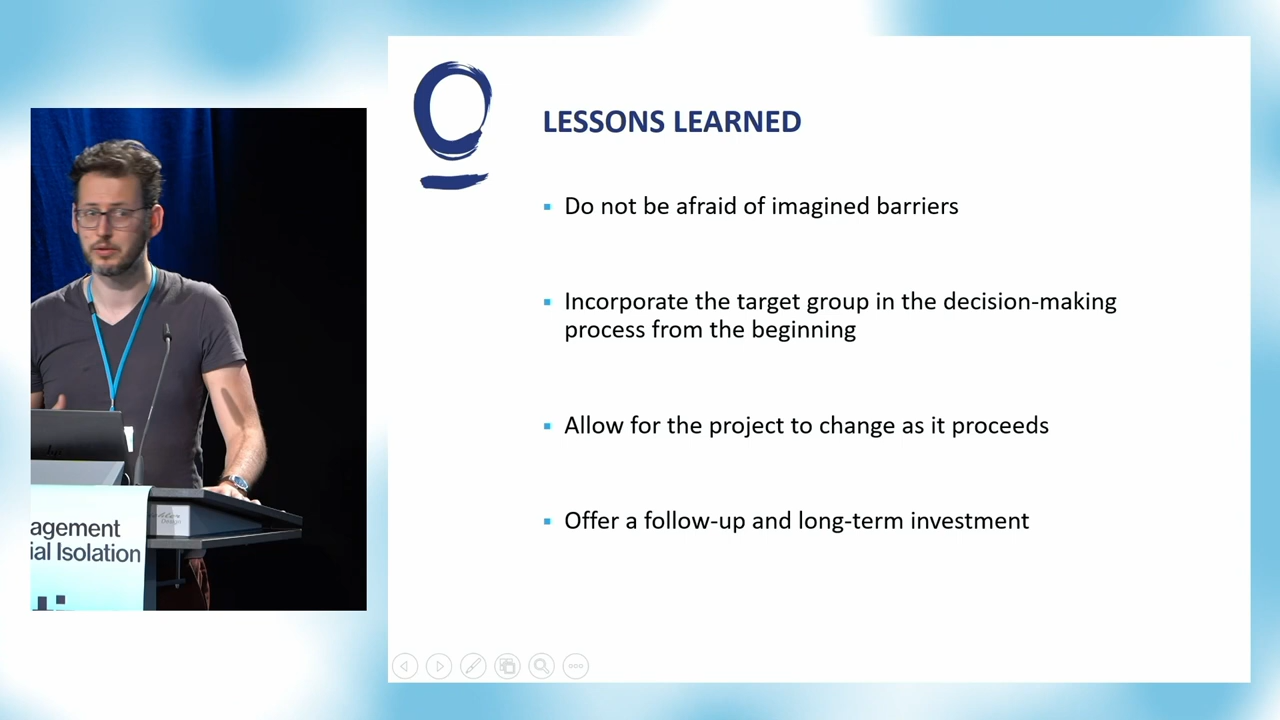 LESSONS LEARNED
▪ Do not be afraid of imagined barriers
▪ Incorporate the target group in the decision-making
process from the beginning
▪ Allow for the project to change as it proceeds
▪ Offer a follow-up and long-term investment
agement
ial Isolation
Design